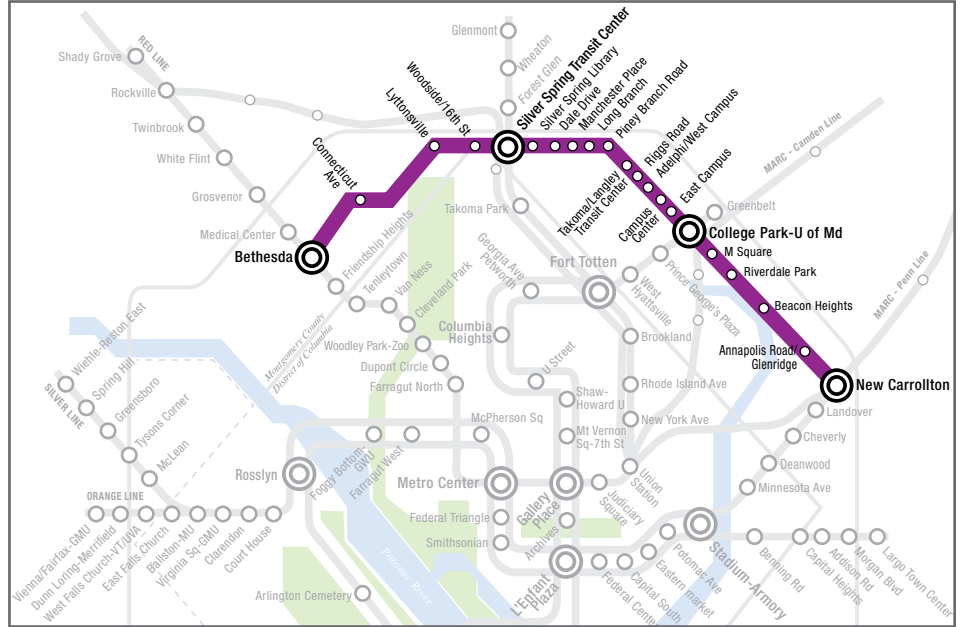 Glenmont
Wheaton
Forest Glen
Shady Grove
RED LINE
Rockville
Twinbrook
White Flint
Grosvenor
Medical Center
Bethesda
Connecticut
Ave
Lyttonsville
Woodside/16th St
Silver Spring Transit Center
Silver Spring Library
Dale Drive
Manchester Place
Long Branch
Piney Branch Road
Takoma/Langley
Transit Center
Riggs Road
Adelphi/West Campus
Campus
Center
East Campus
College Park-U of Md
M Square
Riverdale Park
Beacon Heights
Annapolis Road/
Glenridge
New Carrollton
MARC - Camden Line
MARC - Penn Line
Greenbelt
Prince George's Plaza
West
Hyattsville
Takoma Park
Fort Totten
Georgia Ave
Petworth
Columbia
Heights
U Street
Shaw-
Howard U
Mt Vernon
Sq-7th St
Brookland
Rhode Island Ave
New York Ave
Union
Station
Judiciary
Square
Gallery
Place
Archives
Metro Center
Federal Triangle
Smithsonian
L'Enfant
Plaza
Friendship Heights
Tenleytown
Van Ness
Cleveland Park
Woodley Park-Zoo
Dupont Circle
Farragut North
McPherson Sq
Farragut West
Foggy Bottom-
GWU
Rosslyn
Arlington Cemetery
Montgomery County
District of Columbia
Potomac River
Wiehle-Reston East
Spring Hill
Greensboro
Tysons Corner
McLean
SILVER LINE
ORANGE LINE
Vienna/Fairfax-GMU
Dunn Loring-Merrifield
West Falls Church-VT/UVA
East Falls Church
Ballston-MU
Virginia Sq-GMU
Clarendon
Court House
Federal Center
Capital South
Eastern
market
Potomac Ave
Stadium-Armory
Landover
Cheverly
Deanwood
Minnesota Ave
Benning Rd
Capital Heights
Addison Rd
Morgan Blvd
Largo Town Center